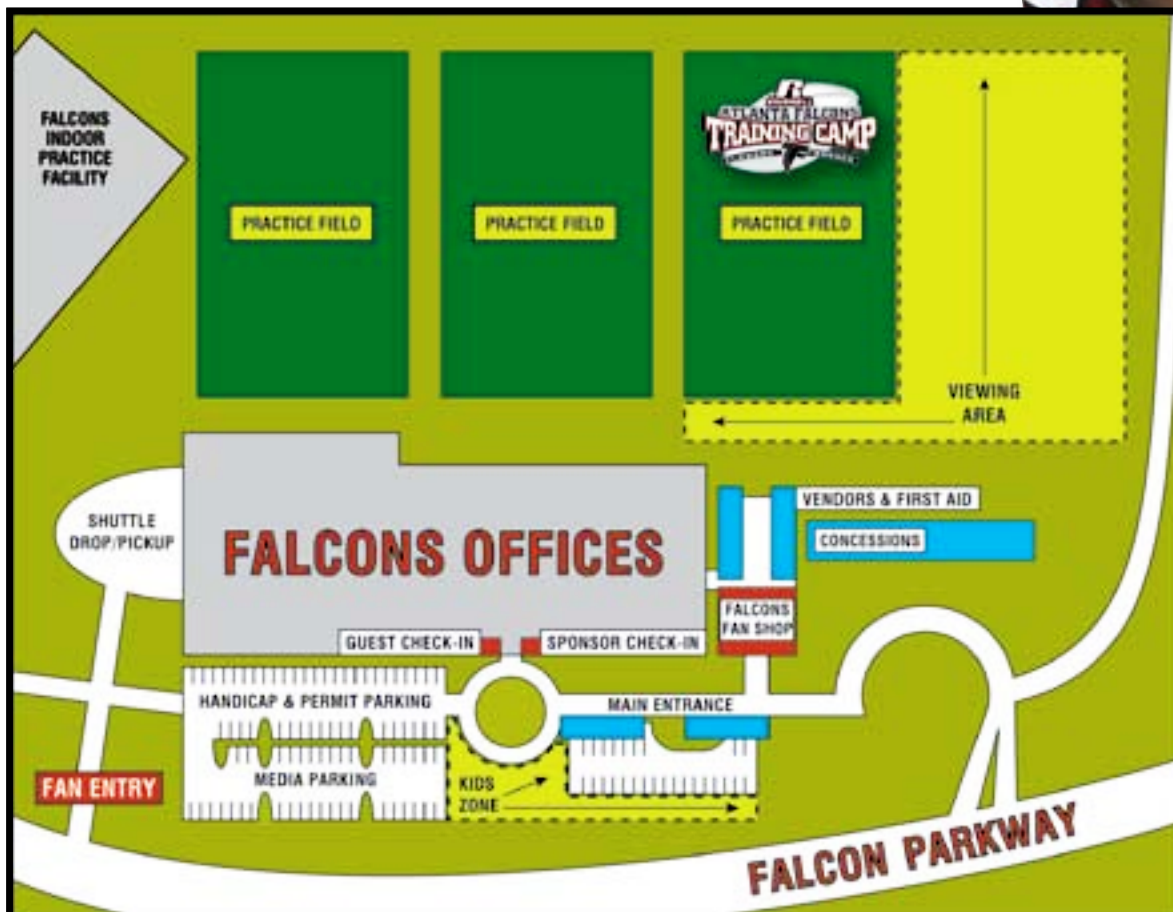 FALCONS
INDOOR
PRACTICE
FACILITY
ATLANTA FALCONS
TRAINING CAMP
PRACTICE FIELD
PRACTICE FIELD
PRACTICE FIELD
VIEWING
AREA
SHUTTLE
DROP/PICKUP
FALCONS OFFICES
VENDORS & FIRST AID
CONCESSIONS
FALCONS
FAN SHOP
GUEST CHECK-IN
SPONSOR CHECK-IN
HANDICAP & PERMIT PARKING
MAIN ENTRANCE
MEDIA PARKING
KIDS
ZONE
FAN ENTRY
FALCON PARKWAY